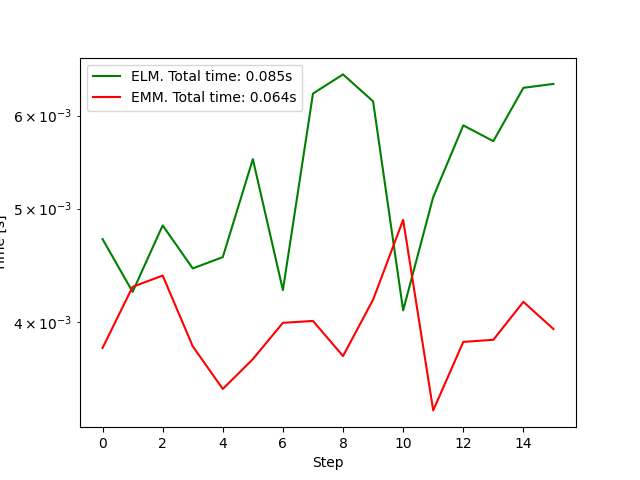 ELM. Total time: 0.085s
EMM. Total time: 0.064s
6 × 10⁻³
5 × 10⁻³
4 × 10⁻³
Time [s]
0 2 4 6 8 10 12 14
Step